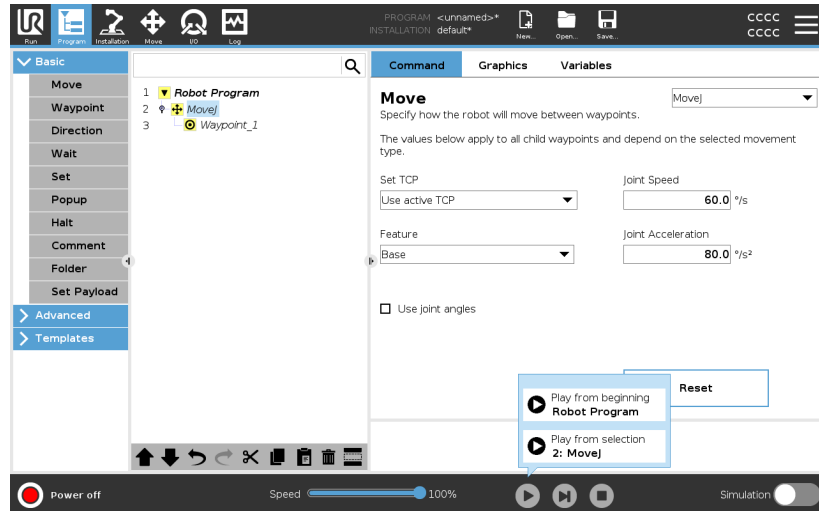 UR
Run
Program
Installation
Move
I/O
Log
PROGRAM <unnamed>*
INSTALLATION default*
New...
Open...
Save...
cccc
cccc
Basic
Move
Waypoint
Direction
Wait
Set
Popup
Halt
Comment
Folder
Set Payload
Advanced
Templates
1 Robot Program
2 MoveJ
3 Waypoint_1
Command Graphics Variables
Move
MoveJ
Specify how the robot will move between waypoints.
The values below apply to all child waypoints and depend on the selected movement
type.
Set TCP
Use active TCP
Joint Speed
60.0 °/s
Feature
Base
Joint Acceleration
80.0 °/s²
Use joint angles
Reset
Play from beginning
Robot Program
Play from selection
2: MoveJ
Power off
Speed
100%
Simulation